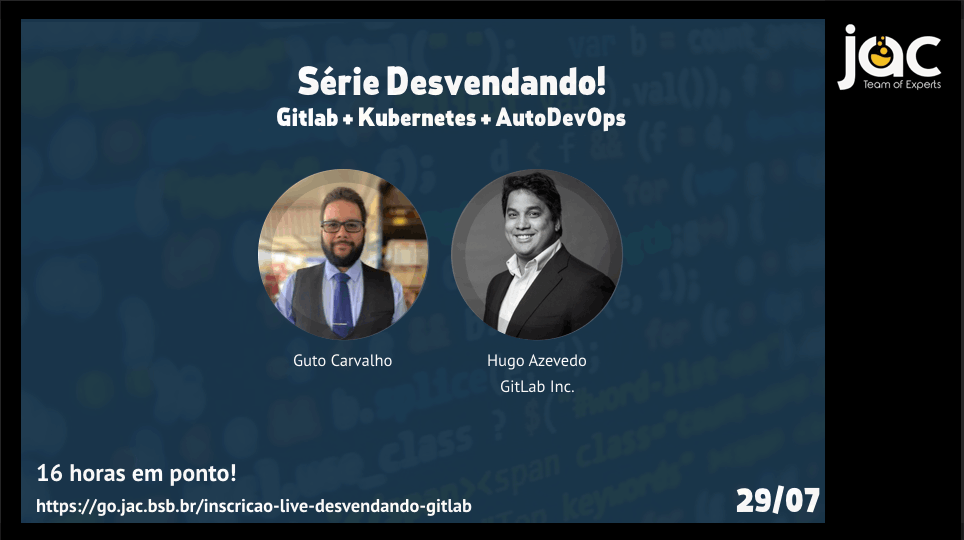 Série Desvendando!
Gitlab + Kubernetes + AutoDevOps
jac
Team of Experts
Guto Carvalho
Hugo Azevedo
GitLab Inc.
16 horas em ponto!
https://go.jac.bsb.br/inscricao-live-desvendando-gitlab
29/07